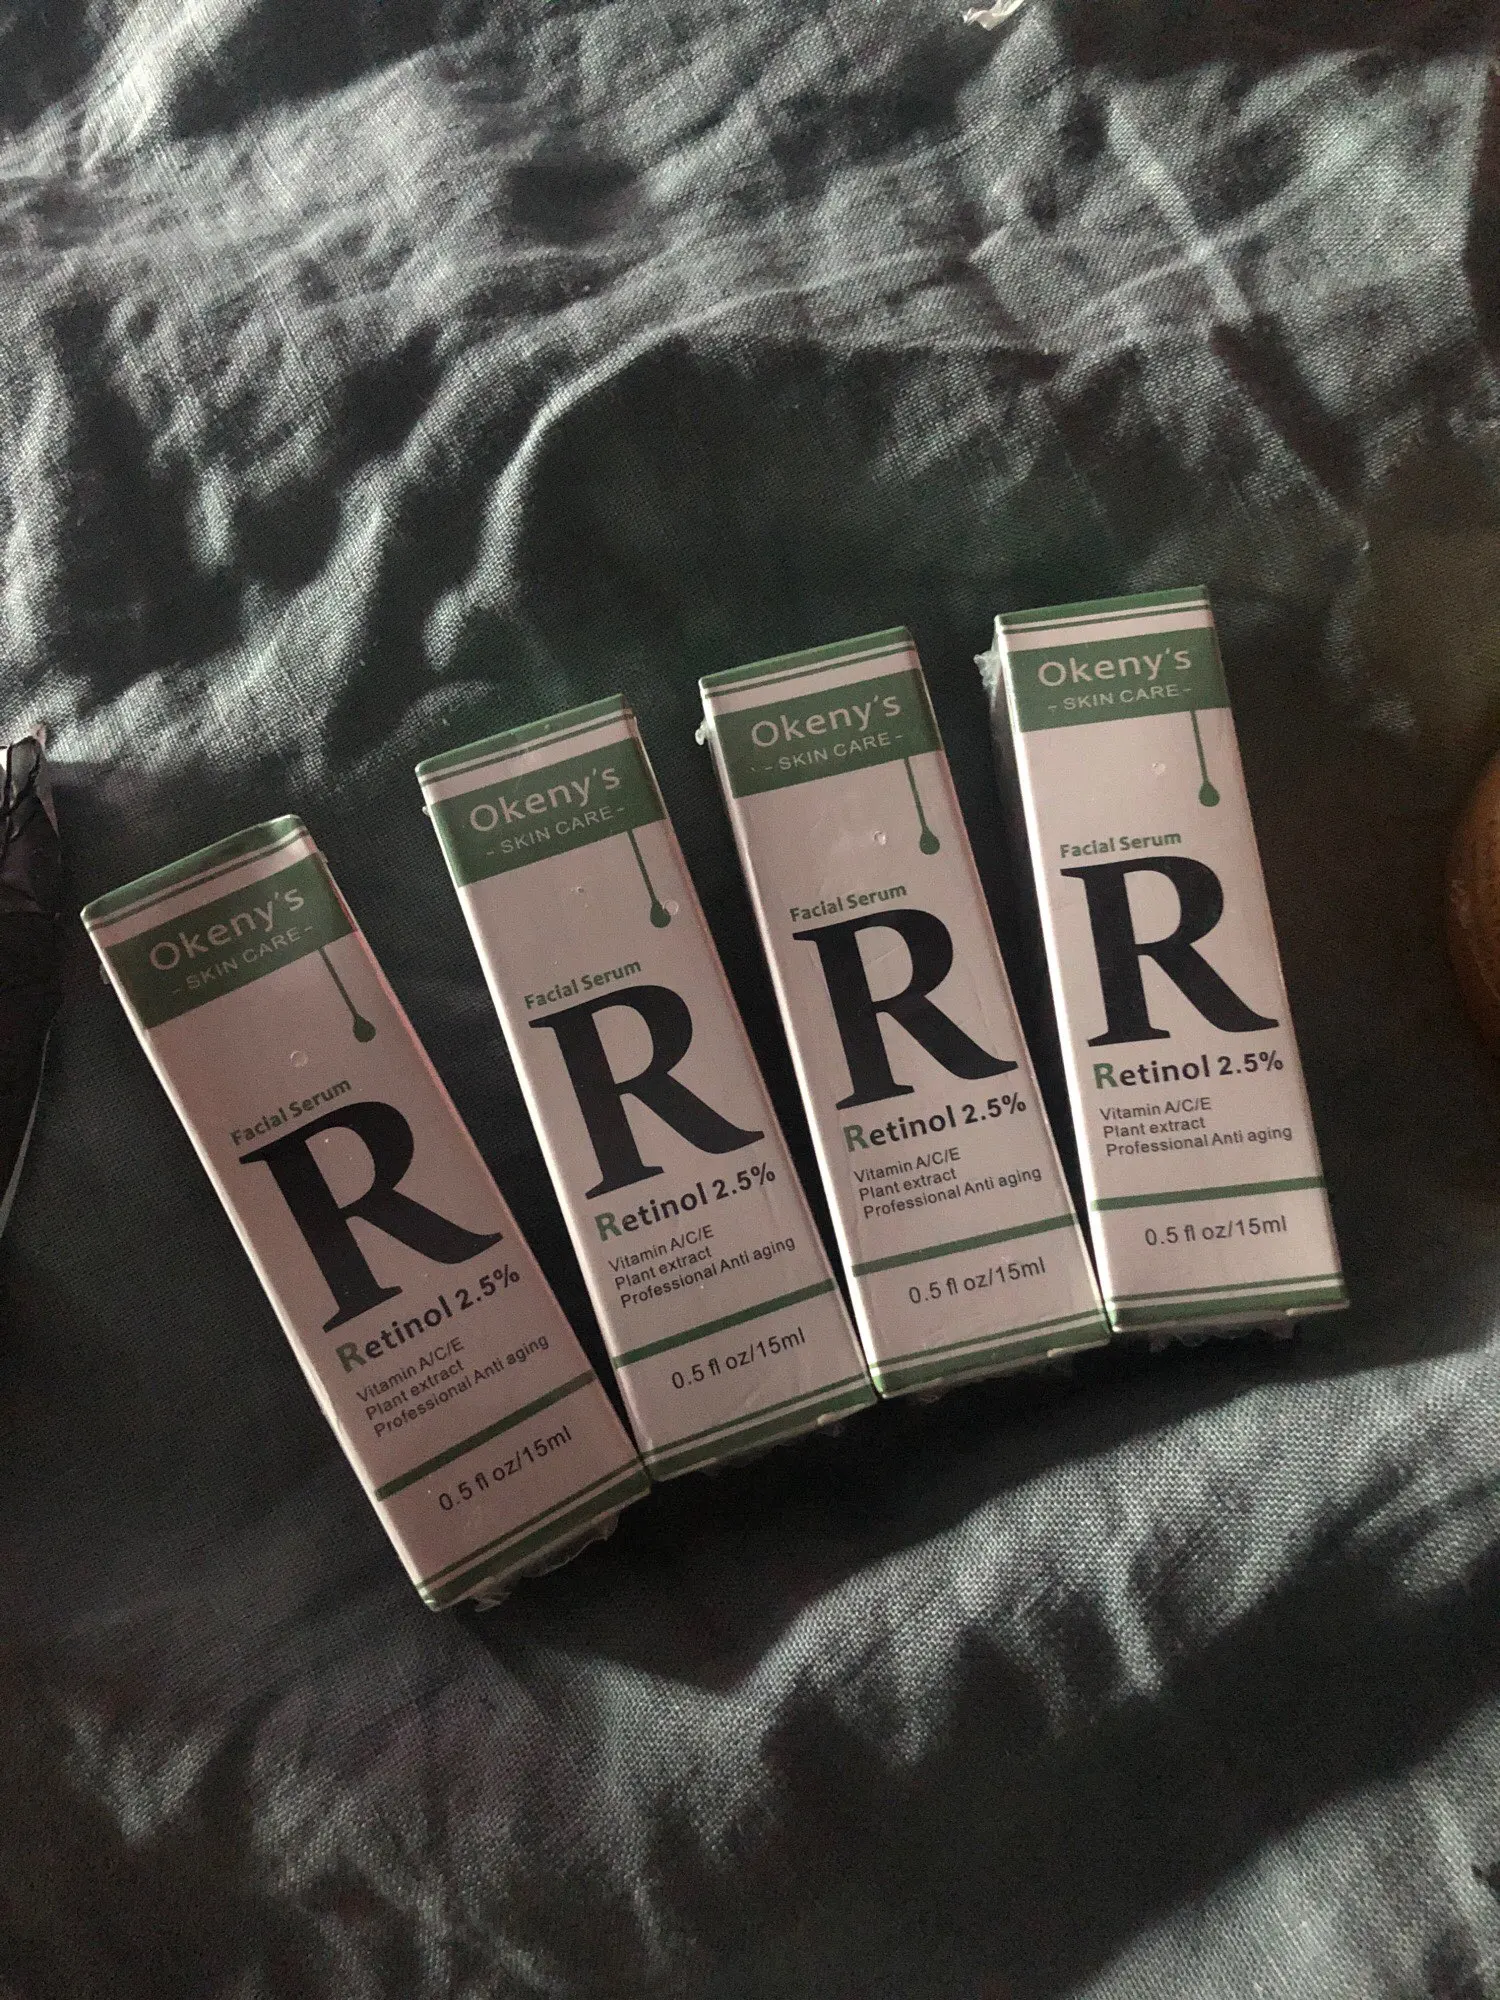 Okeny's
- SKIN CARE -
Facial Serum
R
Retinol 2.5%
Vitamin A/C/E
Plant extract
Professional Anti aging
0.5 fl oz/15ml
Okeny's
- SKIN CARE -
Facial Serum
R
Retinol 2.5%
Vitamin A/C/E
Plant extract
Professional Anti aging
0.5 fl oz/15ml
Okeny's
- SKIN CARE -
Facial Serum
R
Retinol 2.5%
Vitamin A/C/E
Plant extract
Professional Anti aging
0.5 fl oz/15ml
Okeny's
- SKIN CARE -
Facial Serum
R
Retinol 2.5%
Vitamin A/C/E
Plant extract
Professional Anti aging
0.5 fl oz/15ml